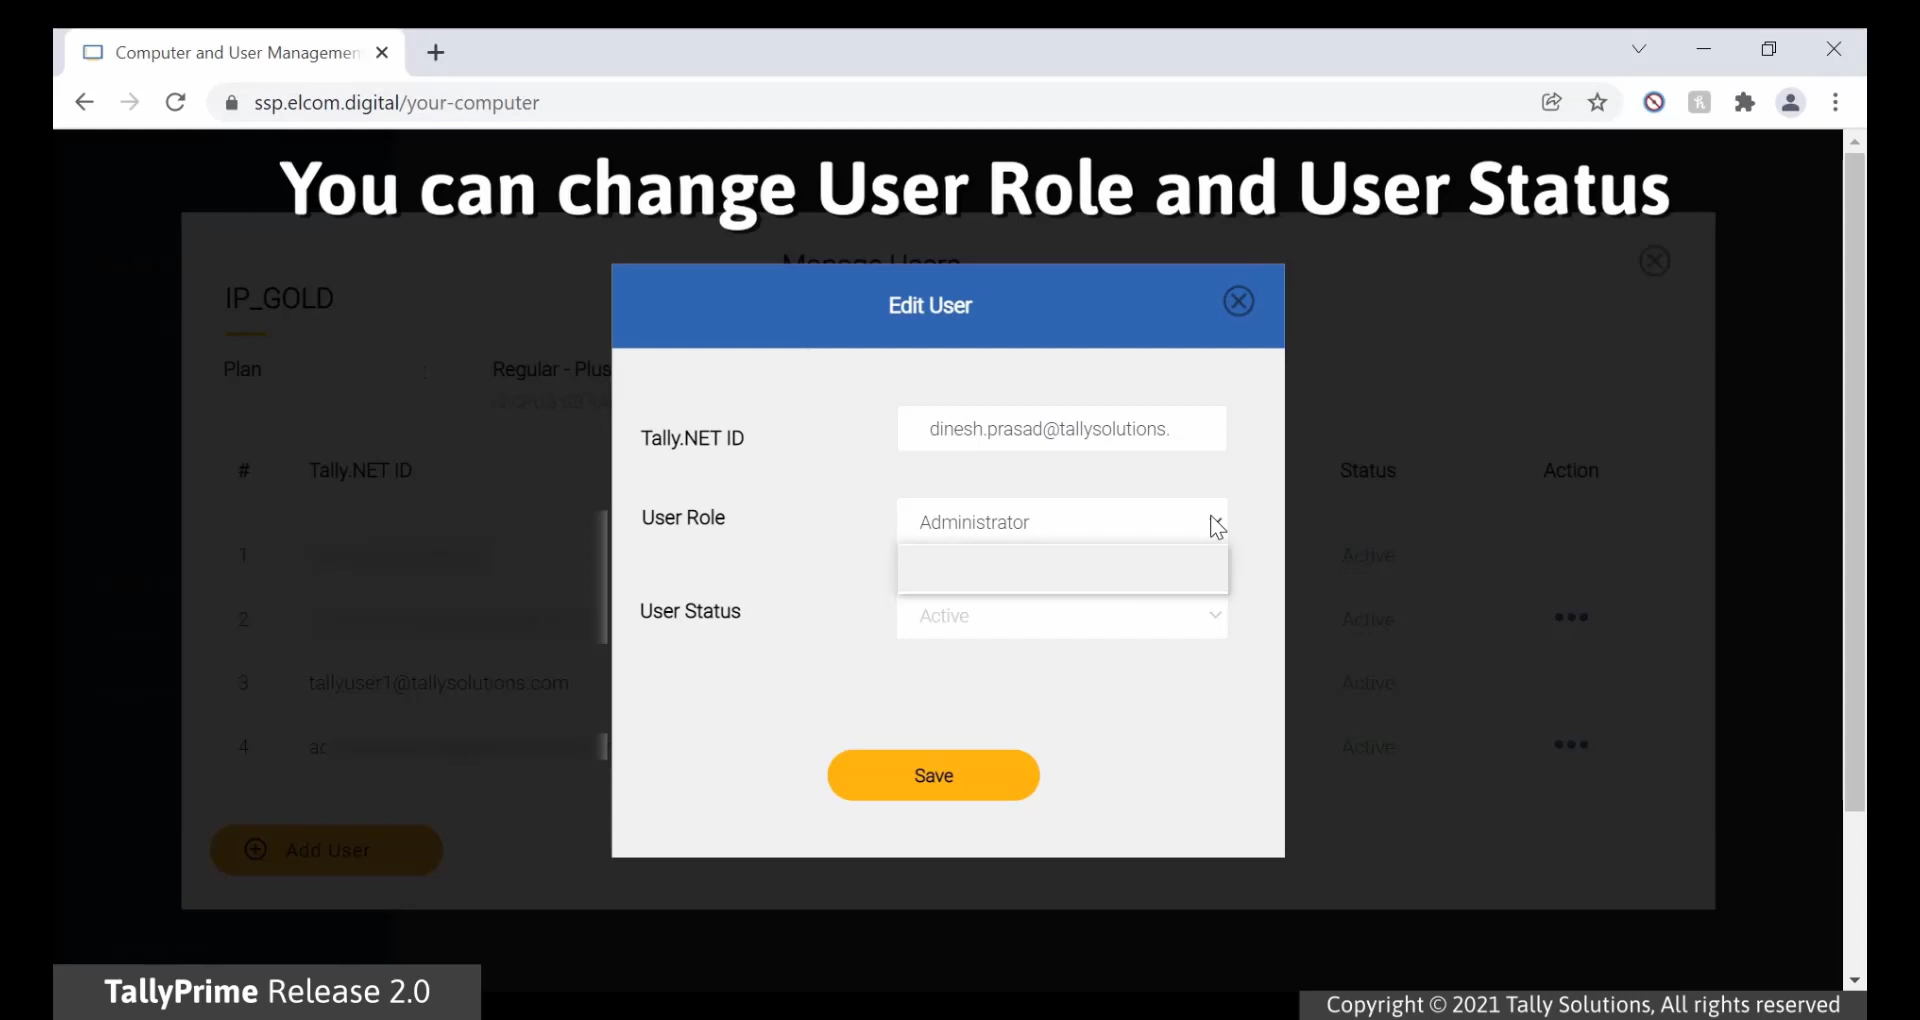 Computer and User Managemen
ssp.elcom.digital/your-computer
You can change User Role and User Status
Manage Users
IP_GOLD
Edit User
Plan : Regular - Plus
Tally.NET ID dinesh.prasad@tallysolutions.
# Tally.NET ID Status Action
User Role Administrator
1 Active
User Status Active
2 Active
3 tallyuser1@tallysolutions.com Active
4 ac Active
Save
Add User
TallyPrime Release 2.0
Copyright © 2021 Tally Solutions, All rights reserved